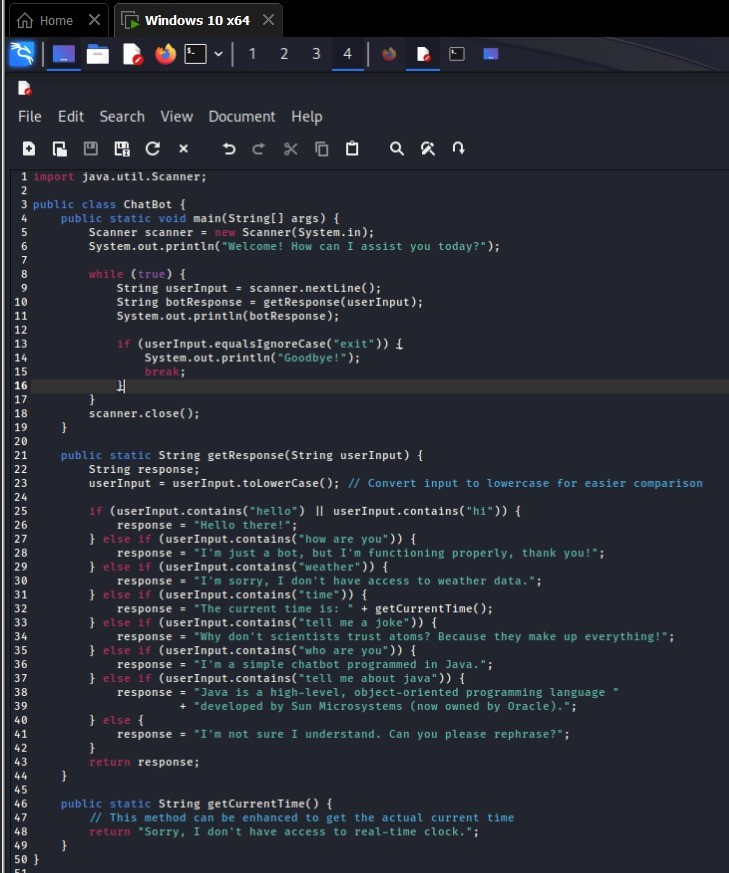 Home
Windows 10 x64
1 2 3 4
File Edit Search View Document Help
1 import java.util.Scanner;
2
3 public class ChatBot {
4     public static void main(String[] args) {
5         Scanner scanner = new Scanner(System.in);
6         System.out.println("Welcome! How can I assist you today?");
7
8         while (true) {
9             String userInput = scanner.nextLine();
10             String botResponse = getResponse(userInput);
11             System.out.println(botResponse);
12
13             if (userInput.equalsIgnoreCase("exit")) {
14                 System.out.println("Goodbye!");
15                 break;
16             }
17         }
18         scanner.close();
19     }
20
21     public static String getResponse(String userInput) {
22         String response;
23         userInput = userInput.toLowerCase(); // Convert input to lowercase for easier comparison
24
25         if (userInput.contains("hello") || userInput.contains("hi")) {
26             response = "Hello there!";
27         } else if (userInput.contains("how are you")) {
28             response = "I'm just a bot, but I'm functioning properly, thank you!";
29         } else if (userInput.contains("weather")) {
30             response = "I'm sorry, I don't have access to weather data.";
31         } else if (userInput.contains("time")) {
32             response = "The current time is: " + getCurrentTime();
33         } else if (userInput.contains("tell me a joke")) {
34             response = "Why don't scientists trust atoms? Because they make up everything!";
35         } else if (userInput.contains("who are you")) {
36             response = "I'm a simple chatbot programmed in Java.";
37         } else if (userInput.contains("tell me about java")) {
38             response = "Java is a high-level, object-oriented programming language "
39                      + "developed by Sun Microsystems (now owned by Oracle).";
40         } else {
41             response = "I'm not sure I understand. Can you please rephrase?";
42         }
43         return response;
44     }
45
46     public static String getCurrentTime() {
47         // This method can be enhanced to get the actual current time
48         return "Sorry, I don't have access to real-time clock.";
49     }
50 }
51